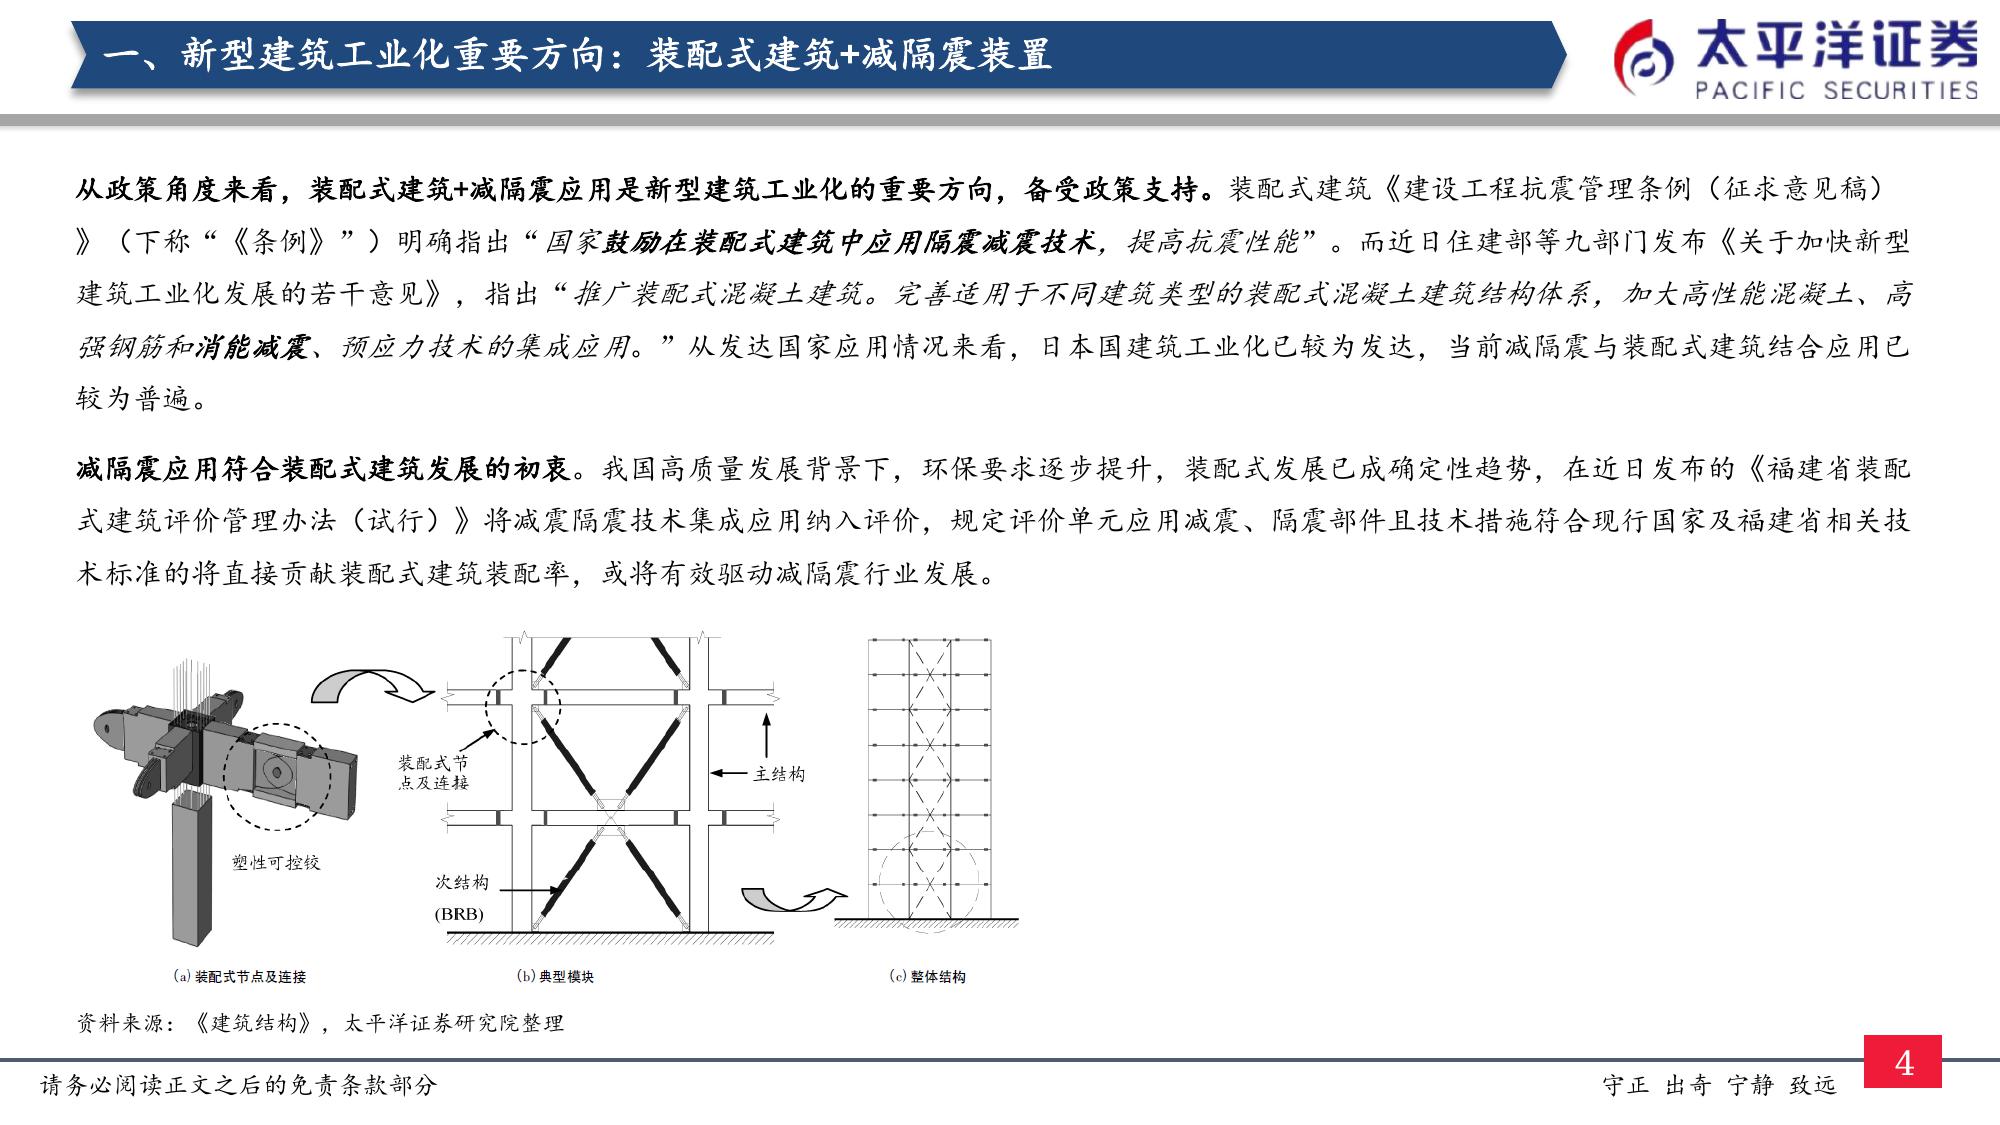 一、新型建筑工业化重要方向：装配式建筑+减隔震装置
太平洋证券
PACIFIC SECURITIES
从政策角度来看，装配式建筑+减隔震应用是新型建筑工业化的重要方向，备受政策支持。装配式建筑《建设工程抗震管理条例（征求意见稿）
》（下称“《条例》”）明确指出“国家鼓励在装配式建筑中应用隔震减震技术，提高抗震性能”。而近日住建部等九部门发布《关于加快新型
建筑工业化发展的若干意见》，指出“推广装配式混凝土建筑。完善适用于不同建筑类型的装配式混凝土建筑结构体系，加大高性能混凝土、高
强钢筋和消能减震、预应力技术的集成应用。”从发达国家应用情况来看，日本国建筑工业化已较为发达，当前减隔震与装配式建筑结合应用已
较为普遍。
减隔震应用符合装配式建筑发展的初衷。我国高质量发展背景下，环保要求逐步提升，装配式发展已成确定性趋势，在近日发布的《福建省装配
式建筑评价管理办法（试行）》将减震隔震技术集成应用纳入评价，规定评价单元应用减震、隔震部件且技术措施符合现行国家及福建省相关技
术标准的将直接贡献装配式建筑装配率，或将有效驱动减隔震行业发展。
装配式节
点及连接
主结构
塑性可控铰
次结构
(BRB)
(a) 装配式节点及连接
(b) 典型模块
(c) 整体结构
资料来源：《建筑结构》，太平洋证券研究院整理
请务必阅读正文之后的免责条款部分
守正 出奇 宁静 致远
4